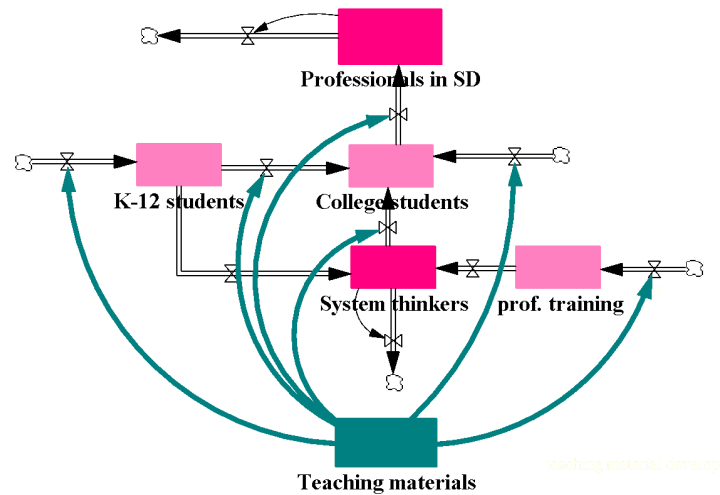 Professionals in SD
K-12 students
College students
System thinkers
prof. training
Teaching materials